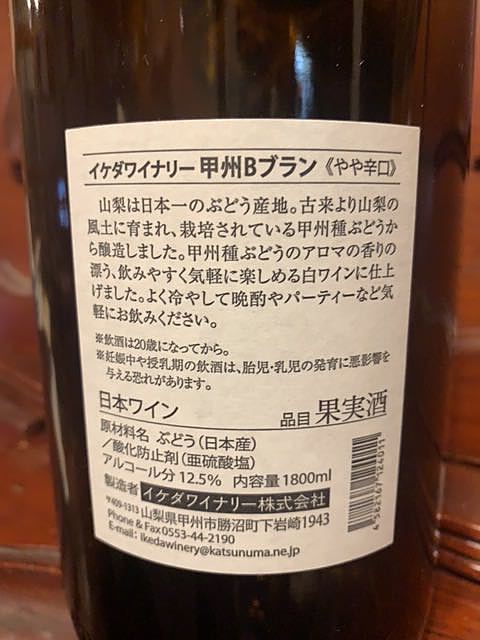 イケダワイナリー 甲州Bブラン 《やや辛口》
山梨は日本一のぶどう産地。古来より山梨の
風土に育まれ、栽培されている甲州種ぶどうか
ら醸造しました。甲州種ぶどうのアロマの香りの
漂う、飲みやすく気軽に楽しめる白ワインに仕上
げました。よく冷やして晩酌やパーティーなど気
軽にお飲みください。
※飲酒は20歳になってから。
※妊娠中や授乳期の飲酒は、胎児・乳児の発育に悪影響を
与える恐れがあります。
日本ワイン 品目 果実酒
原材料名 ぶどう(日本産)
/酸化防止剤(亜硫酸塩)
アルコール分 12.5% 内容量 1800ml
製造者 イケダワイナリー株式会社
〒409-1313 山梨県甲州市勝沼町下岩崎1943
Phone & Fax 0553-44-2190
E-mail: ikedawinery@katsunuma.ne.jp